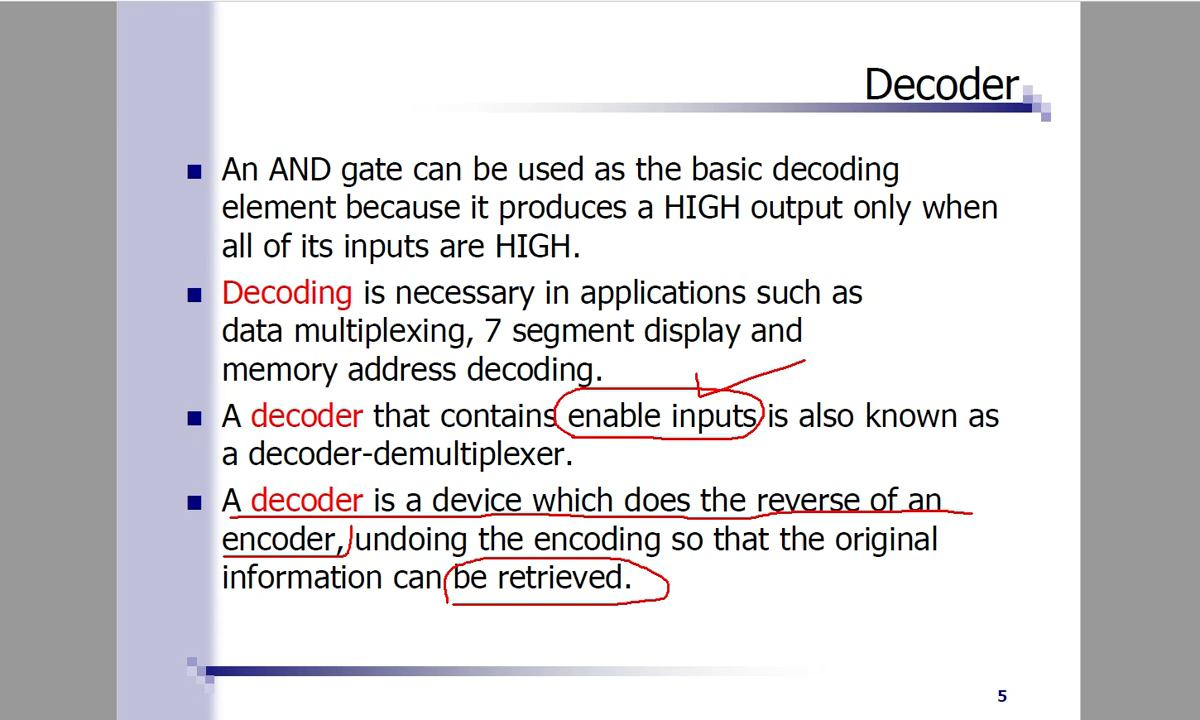 Decoder
An AND gate can be used as the basic decoding
element because it produces a HIGH output only when
all of its inputs are HIGH.
Decoding is necessary in applications such as
data multiplexing, 7 segment display and
memory address decoding.
A decoder that contains enable inputs is also known as
a decoder-demultiplexer.
A decoder is a device which does the reverse of an
encoder, undoing the encoding so that the original
information can be retrieved.
5